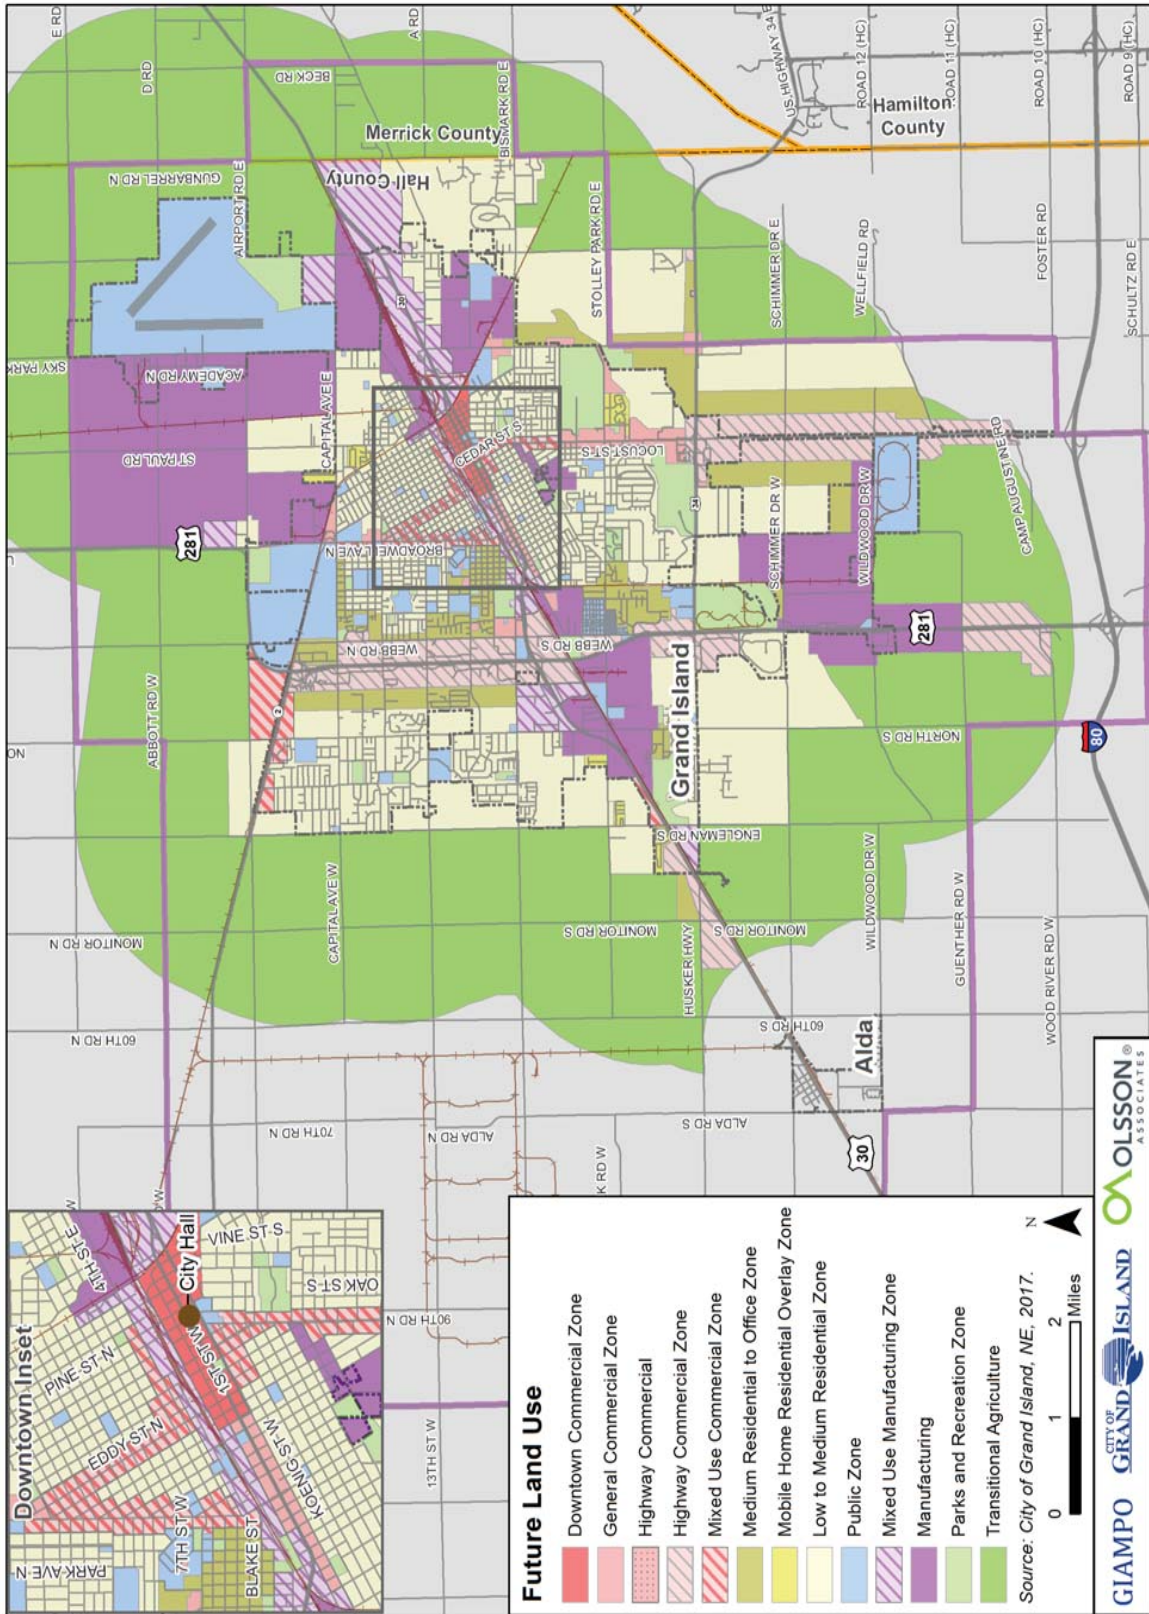 Downtown Inset
4TH ST E
PINE ST N
EDDY ST N
PARK AVE N
7TH ST W
BLAKE ST
1ST ST W
KOENIG ST W
City Hall
VINE ST S
OAK ST S
E RD
D RD
A RD
BECK RD
GUNBARREL RD N
AIRPORT RD E
SKY PARK
ACADEMY RD N
ST PAUL RD
CAPITAL AVE E
281
ABBOTT RD W
NO
MONITOR RD N
60TH RD N
70TH RD N
CAPITAL AVE W
2
WEBB RD N
BROADWELL AVE N
CEDAR ST S
30
Merrick County
Hall County
BISMARK RD E
STOLLEY PARK RD E
LOCUST ST S
34
WEBB RD S
Grand Island
ENGLEMAN RD S
MONITOR RD S
MONITOR RD S
HUSKER HWY
ALDA RD N
ALDA RD S
K RD W
90TH RD N
13TH ST W
60TH RD S
Alda
30
US HIGHWAY 34 E
SCHIMMER DR E
SCHIMMER DR W
WELLFIELD RD
WILDWOOD DR W
WILDWOOD DR W
281
NORTH RD S
GUENTHER RD W
WOOD RIVER RD W
CAMP AUGUSTINE RD
FOSTER RD
SCHULTZ RD E
80
Hamilton
County
ROAD 12 (HC)
ROAD 11 (HC)
ROAD 10 (HC)
ROAD 9 (HC)
Future Land Use
Downtown Commercial Zone
General Commercial Zone
Highway Commercial
Highway Commercial Zone
Mixed Use Commercial Zone
Medium Residential to Office Zone
Mobile Home Residential Overlay Zone
Low to Medium Residential Zone
Public Zone
Mixed Use Manufacturing Zone
Manufacturing
Parks and Recreation Zone
Transitional Agriculture
Source: City of Grand Island, NE, 2017.
0 1 2
Miles
N
GIAMPO
CITY OF
GRAND ISLAND
OLSSON ®
ASSOCIATES